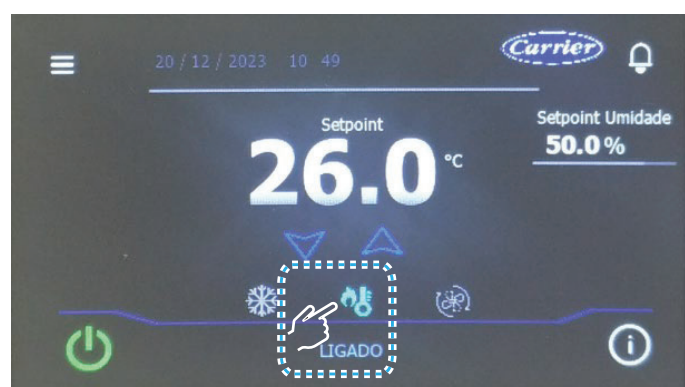 20 / 12 / 2023 10 49
Carrier
Setpoint
26.0 °C
Setpoint Umidade
50.0 %
LIGADO
i